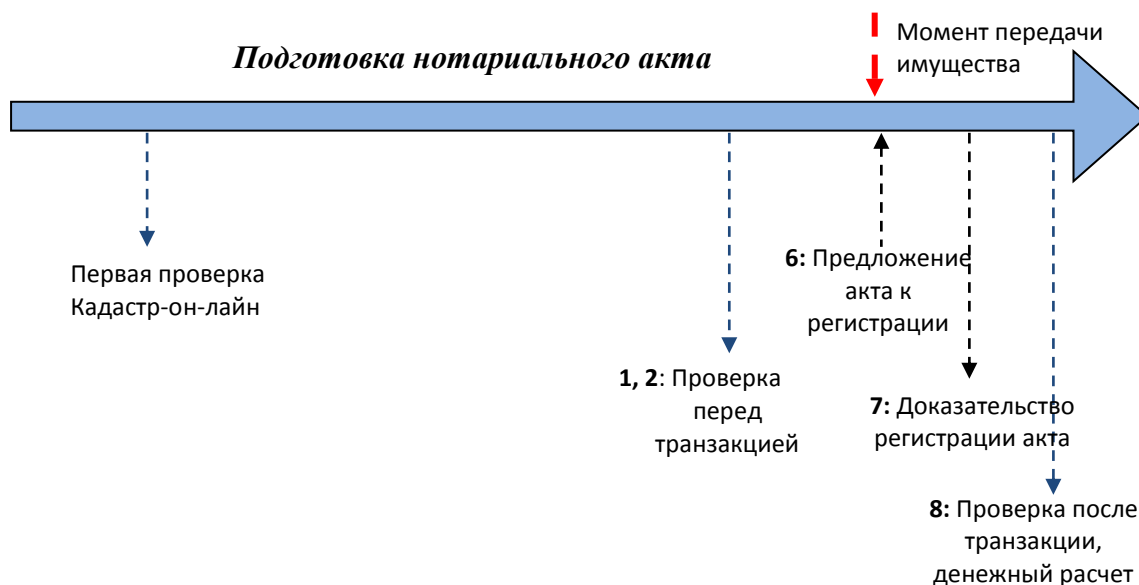 Момент передачи
имущества
Подготовка нотариального акта
Первая проверка
Кадастр-он-лайн
1, 2: Проверка
перед
транзакцией
6: Предложение
акта к
регистрации
7: Доказательство
регистрации акта
8: Проверка после
транзакции,
денежный расчет